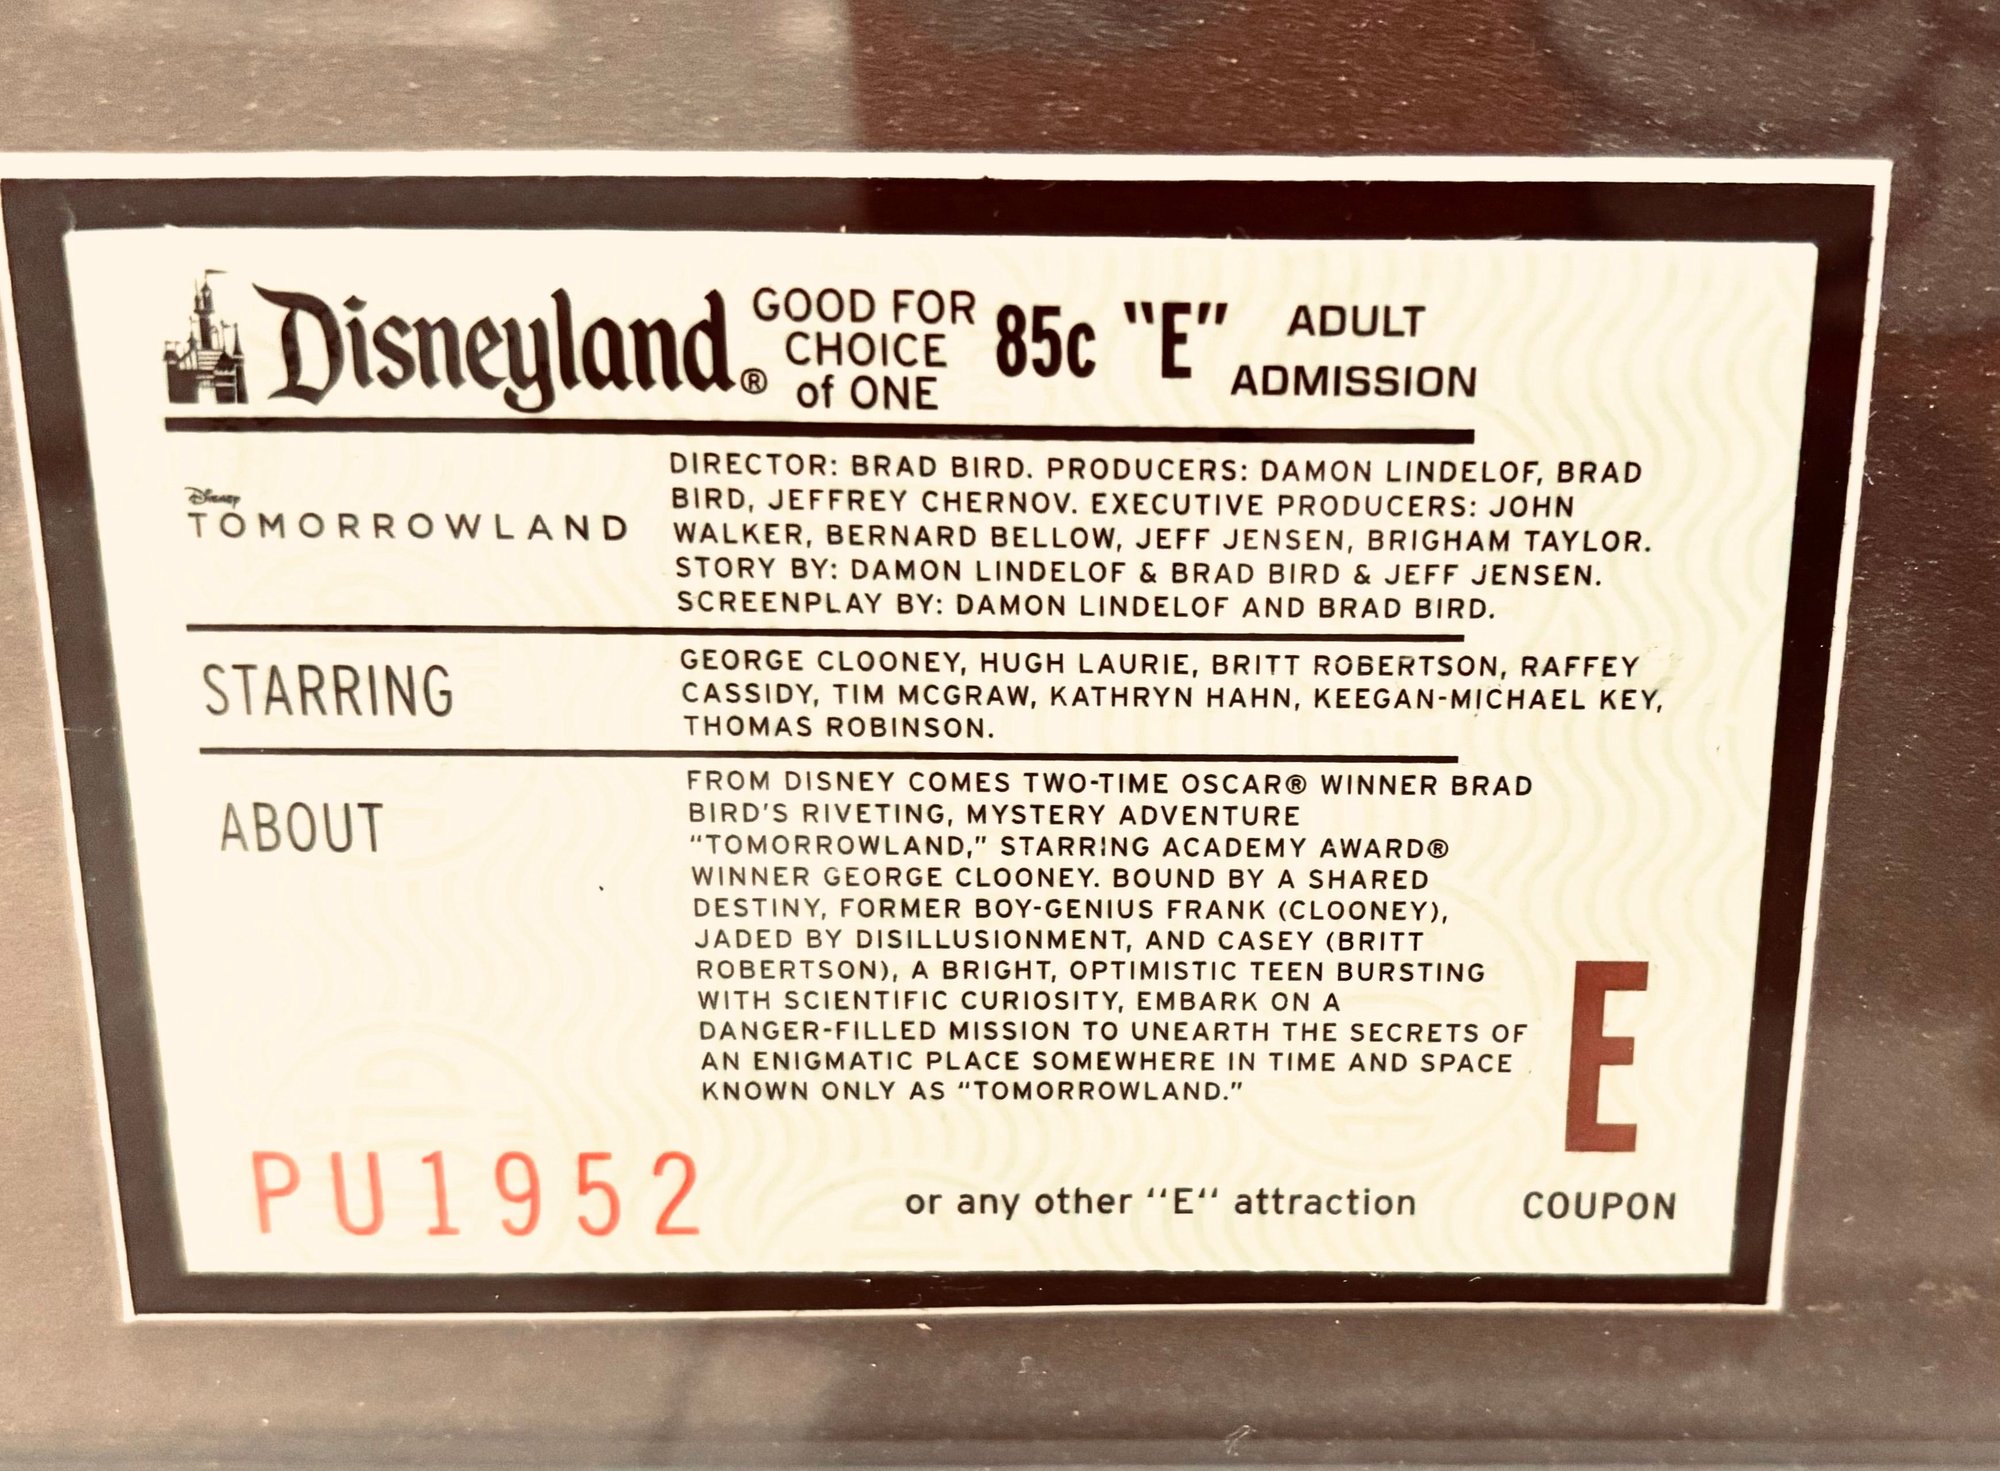 Disneyland® GOOD FOR CHOICE of ONE 85c "E" ADULT ADMISSION
Disney
TOMORROWLAND
DIRECTOR: BRAD BIRD. PRODUCERS: DAMON LINDELOF, BRAD
BIRD, JEFFREY CHERNOV. EXECUTIVE PRODUCERS: JOHN
WALKER, BERNARD BELLOW, JEFF JENSEN, BRIGHAM TAYLOR.
STORY BY: DAMON LINDELOF & BRAD BIRD & JEFF JENSEN.
SCREENPLAY BY: DAMON LINDELOF AND BRAD BIRD.
STARRING
GEORGE CLOONEY, HUGH LAURIE, BRITT ROBERTSON, RAFFEY
CASSIDY, TIM MCGRAW, KATHRYN HAHN, KEEGAN-MICHAEL KEY,
THOMAS ROBINSON.
ABOUT
FROM DISNEY COMES TWO-TIME OSCAR® WINNER BRAD
BIRD'S RIVETING, MYSTERY ADVENTURE
"TOMORROWLAND," STARRING ACADEMY AWARD®
WINNER GEORGE CLOONEY. BOUND BY A SHARED
DESTINY, FORMER BOY-GENIUS FRANK (CLOONEY),
JADED BY DISILLUSIONMENT, AND CASEY (BRITT
ROBERTSON), A BRIGHT, OPTIMISTIC TEEN BURSTING
WITH SCIENTIFIC CURIOSITY, EMBARK ON A
DANGER-FILLED MISSION TO UNEARTH THE SECRETS OF
AN ENIGMATIC PLACE SOMEWHERE IN TIME AND SPACE
KNOWN ONLY AS "TOMORROWLAND."
E
COUPON
PU1952
or any other "E" attraction